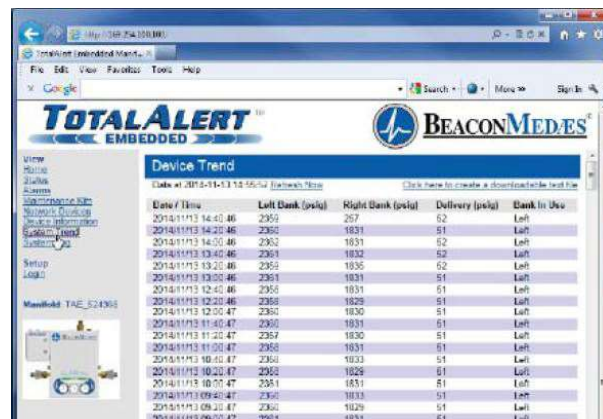 TotalAlert Embedded Manif...
File Edit View Favorites Tools Help
x Google Search More >> Sign In
TOTALALERT™
EMBEDDED
BEACONMEDÆS®
View
Home
Status
Alarms
Maintenance Kits
Network Devices
Device Information
System Trend
System Log
Setup
Login
Manifold: TAE_524368
Device Trend
Data at 2014-11-13 14:55:52 Refresh Now Click here to create a downloadable text file
Date / Time Left Bank (psig) Right Bank (psig) Delivery (psig) Bank In Use
2014/11/13 14:40:46 2359 267 52 Left
2014/11/13 14:20:46 2360 1831 51 Left
2014/11/13 14:00:46 2362 1831 52 Left
2014/11/13 13:40:46 2361 1832 52 Left
2014/11/13 13:20:46 2359 1835 52 Left
2014/11/13 13:00:46 2361 1831 51 Left
2014/11/13 12:40:46 2358 1831 51 Left
2014/11/13 12:20:46 2358 1829 51 Left
2014/11/13 12:00:47 2360 1830 51 Left
2014/11/13 11:40:47 2360 1831 51 Left
2014/11/13 11:20:47 2357 1830 51 Left
2014/11/13 11:00:47 2358 1831 51 Left
2014/11/13 10:40:47 2358 1833 51 Left
2014/11/13 10:20:47 2358 1829 51 Left
2014/11/13 10:00:47 2361 1831 51 Left
2014/11/13 09:40:47 2360 1833 51 Left
2014/11/13 09:20:47 2360 1829 51 Left